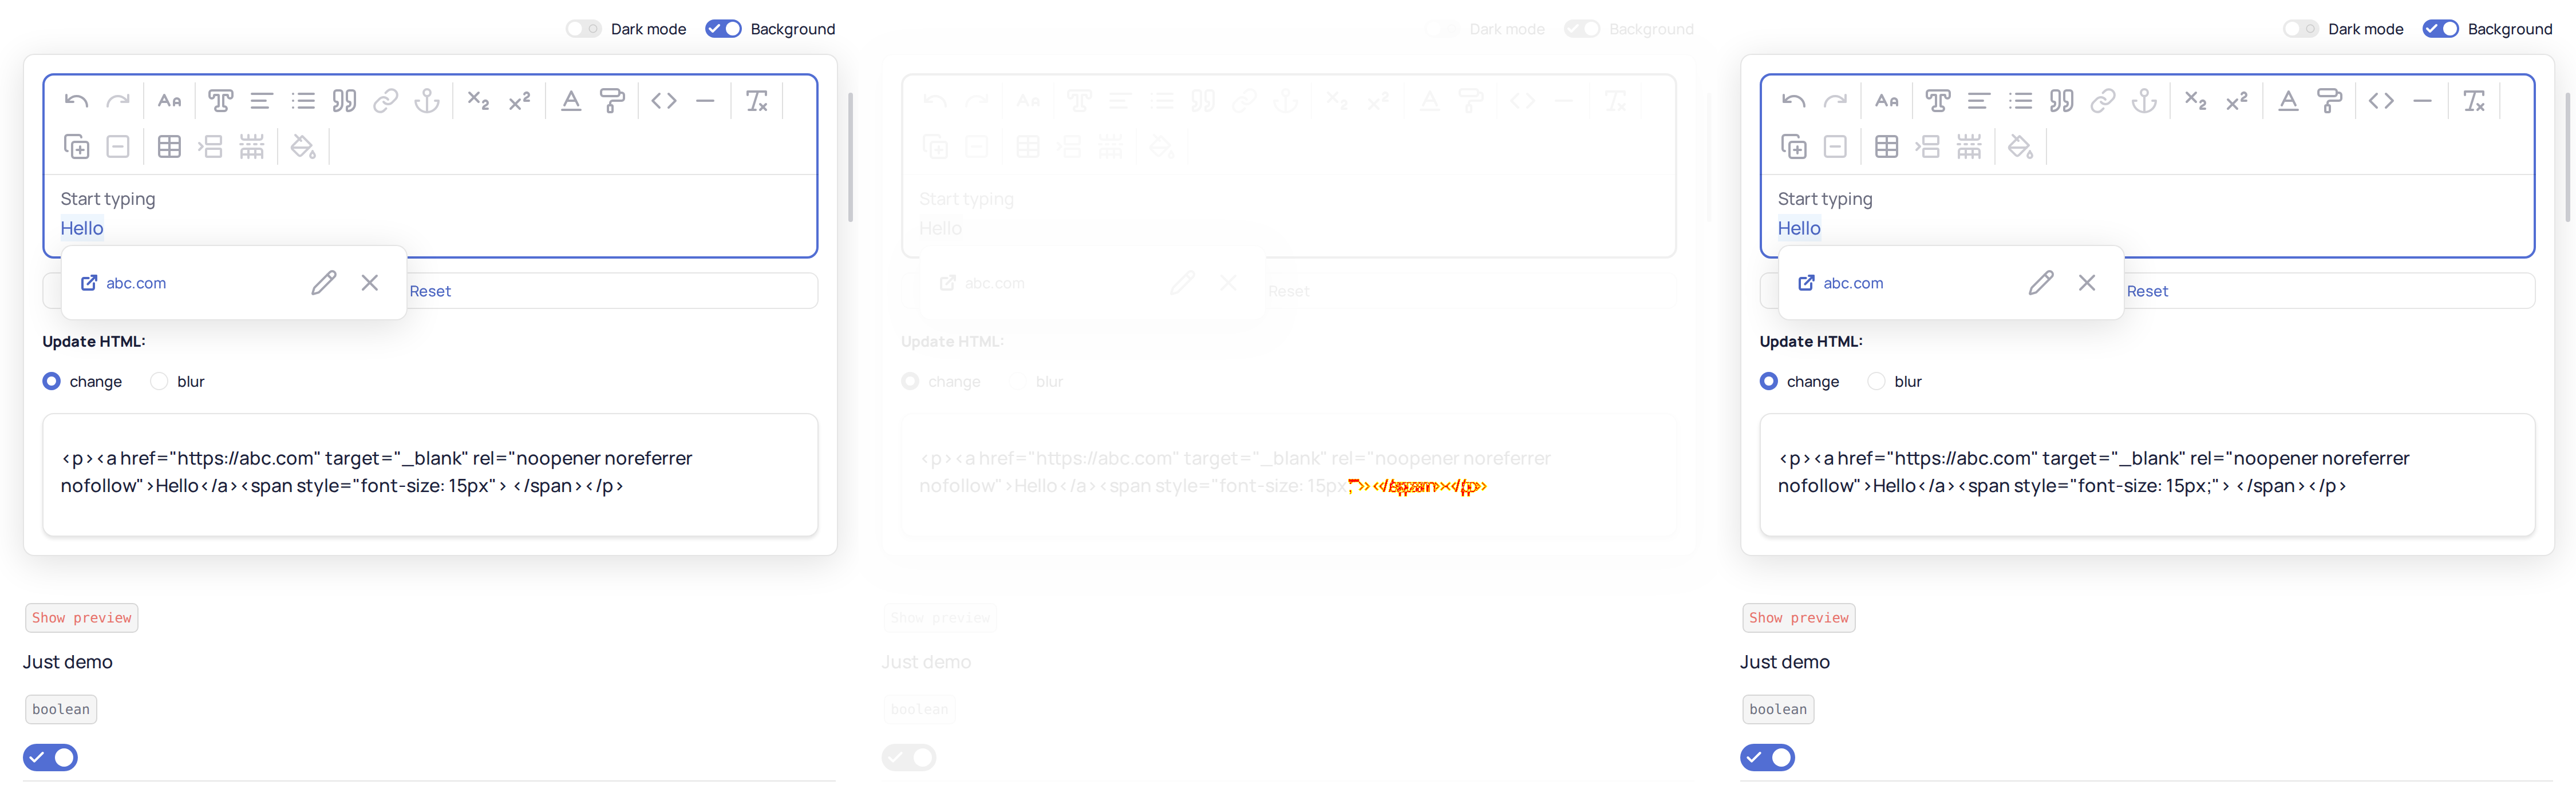 Dark mode Background
Start typing
Hello
abc.com
Reset
Update HTML:
change blur
<p><a href="https://abc.com" target="_blank" rel="noopener noreferrer
nofollow">Hello</a><span style="font-size: 15px"> </span></p>
Show preview
Just demo
boolean
Dark mode Background
Start typing
Hello
abc.com
Reset
Update HTML:
change blur
<p><a href="https://abc.com" target="_blank" rel="noopener noreferrer
nofollow">Hello</a><span style="font-size: 15px
Show preview
Just demo
boolean
Dark mode Background
Start typing
Hello
abc.com
Reset
Update HTML:
change blur
<p><a href="https://abc.com" target="_blank" rel="noopener noreferrer
nofollow">Hello</a><span style="font-size: 15px;"> </span></p>
Show preview
Just demo
boolean